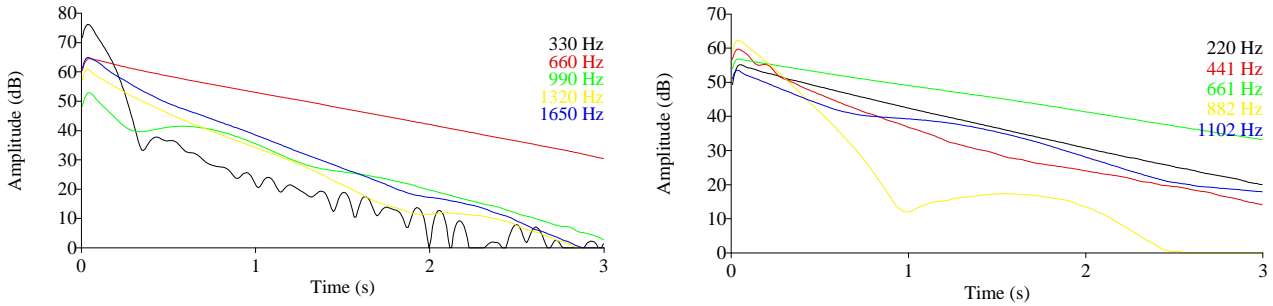 80
70
60
50
40
30
20
10
0
Amplitude (dB)
330 Hz
660 Hz
990 Hz
1320 Hz
1650 Hz
0 1 2 3
Time (s)
70
60
50
40
30
20
10
0
Amplitude (dB)
220 Hz
441 Hz
661 Hz
882 Hz
1102 Hz
0 1 2 3
Time (s)